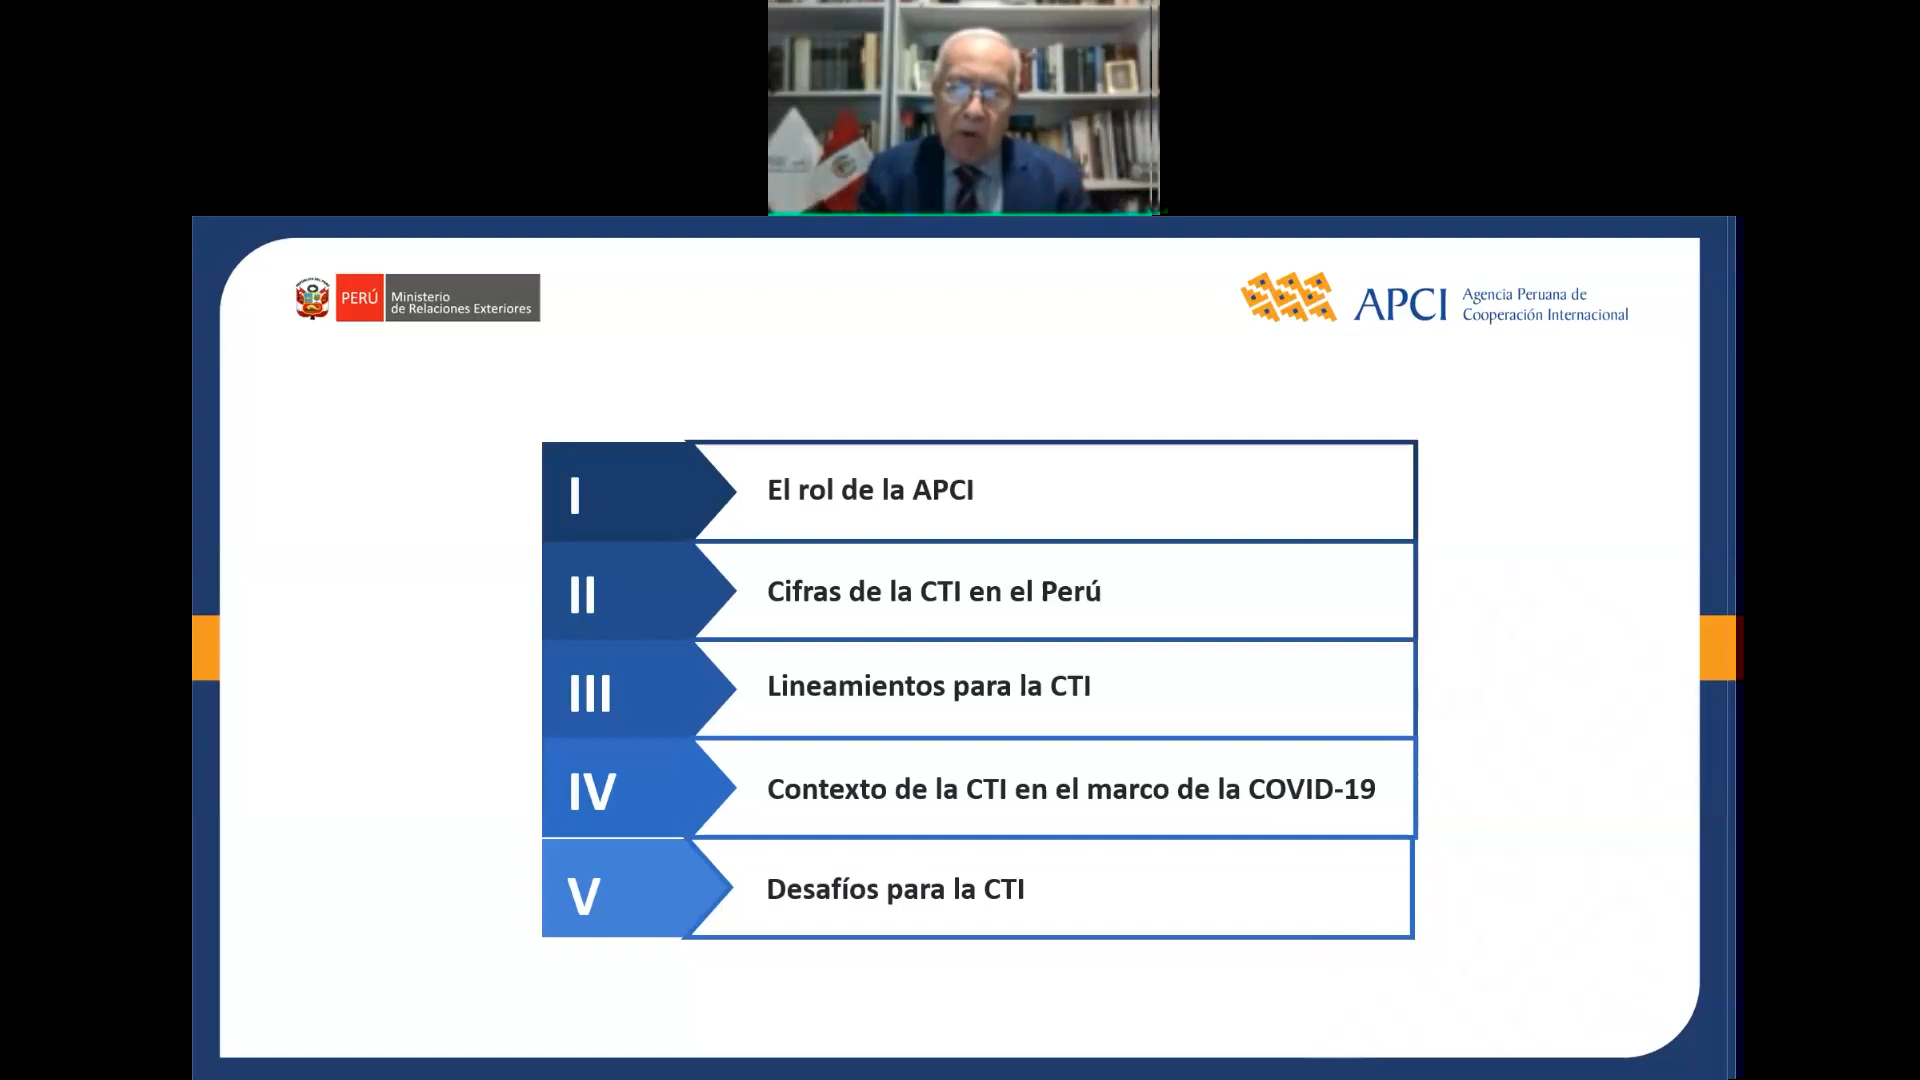 PERÚ
Ministerio
de Relaciones Exteriores
APCI
Agencia Peruana de
Cooperación Internacional
I
El rol de la APCI
II
Cifras de la CTI en el Perú
III
Lineamientos para la CTI
IV
Contexto de la CTI en el marco de la COVID-19
V
Desafíos para la CTI